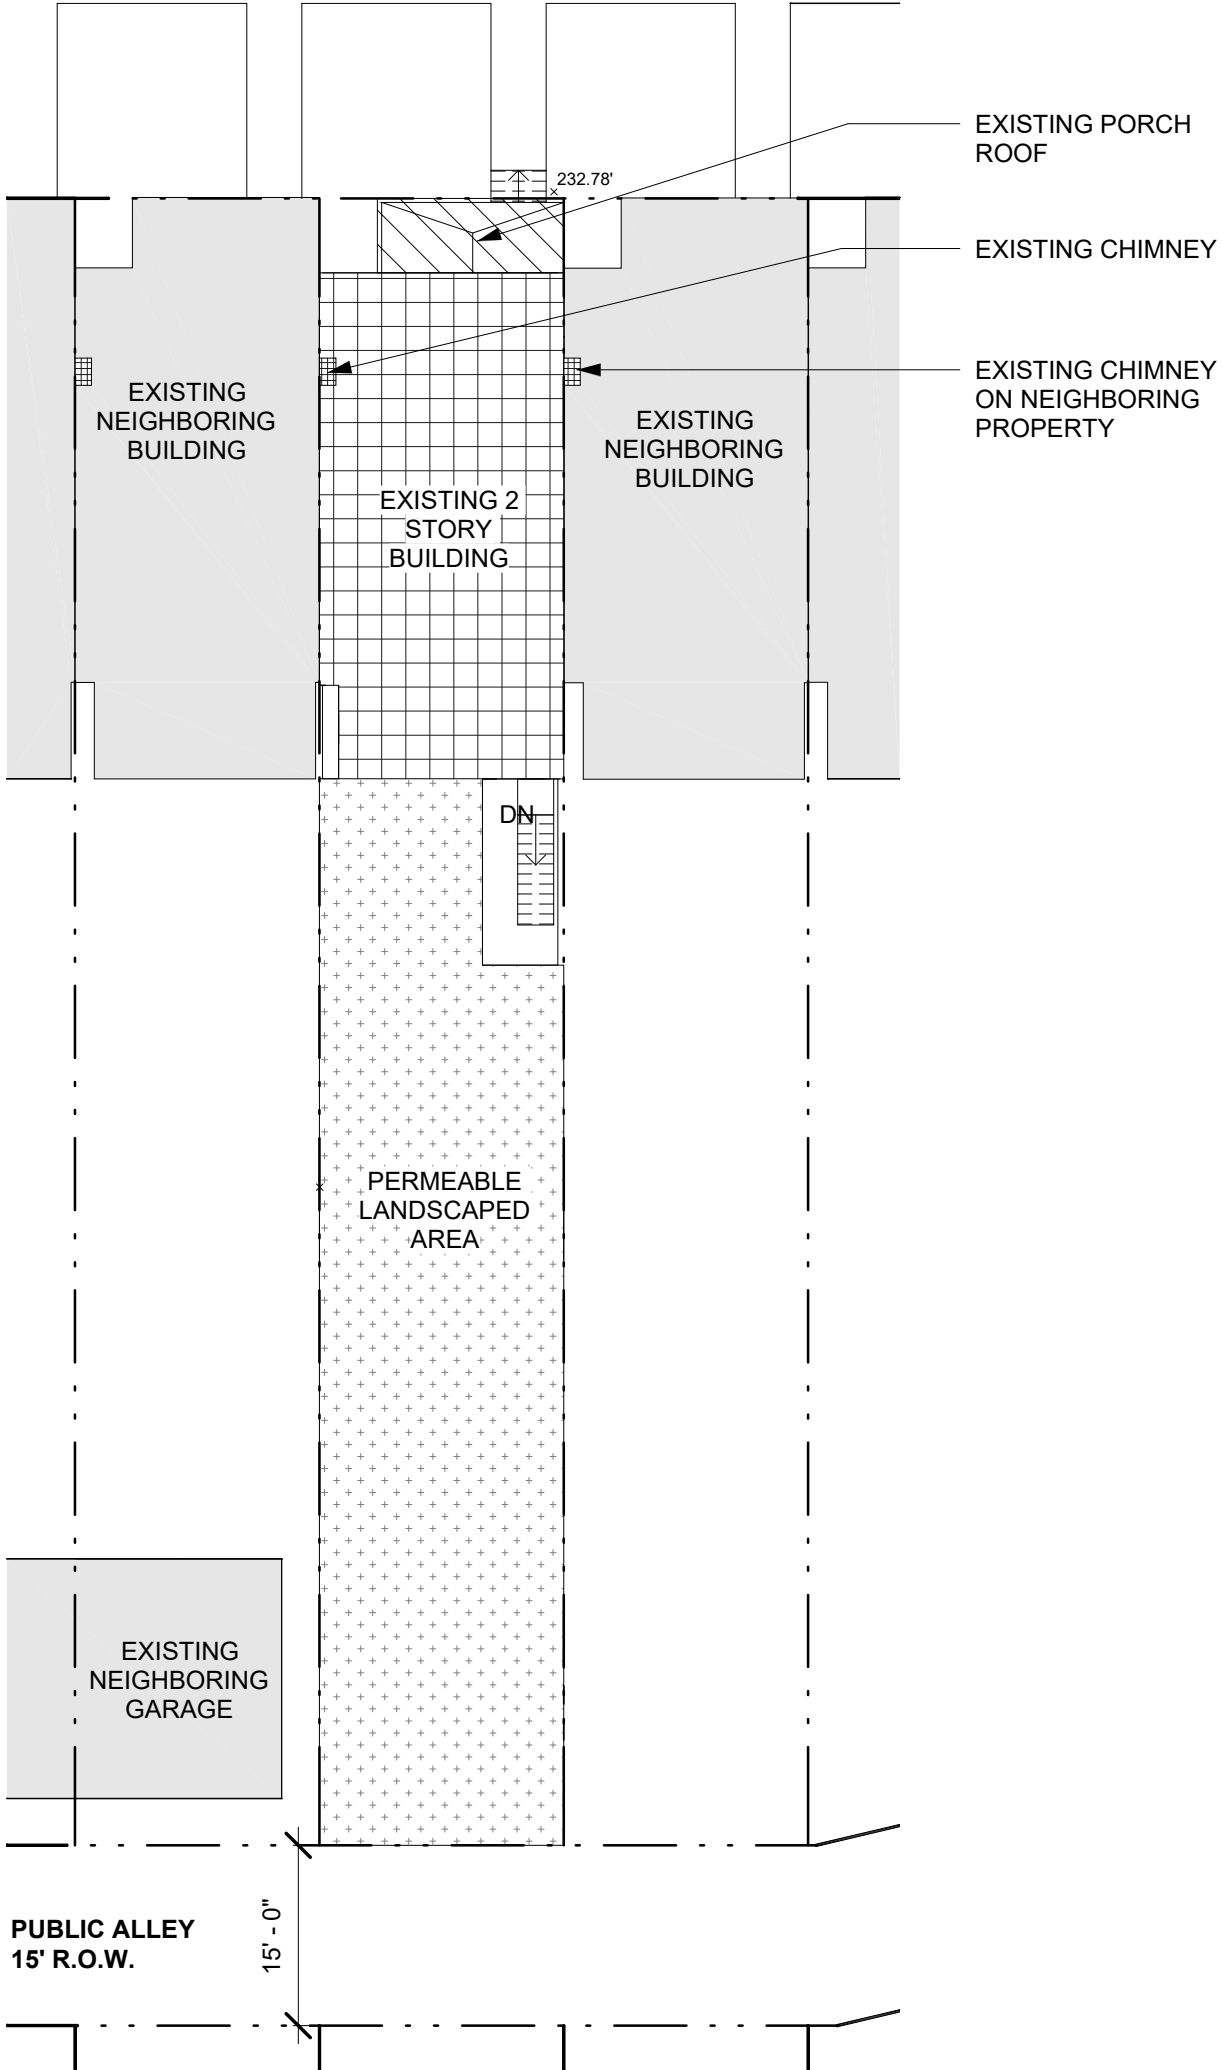 EXISTING PORCH
ROOF
232.78'
EXISTING CHIMNEY
EXISTING CHIMNEY
ON NEIGHBORING
PROPERTY
EXISTING
NEIGHBORING
BUILDING
EXISTING
NEIGHBORING
BUILDING
EXISTING 2
STORY
BUILDING
DN
PERMEABLE
LANDSCAPED
AREA
EXISTING
NEIGHBORING
GARAGE
PUBLIC ALLEY
15' R.O.W.
15' - 0"